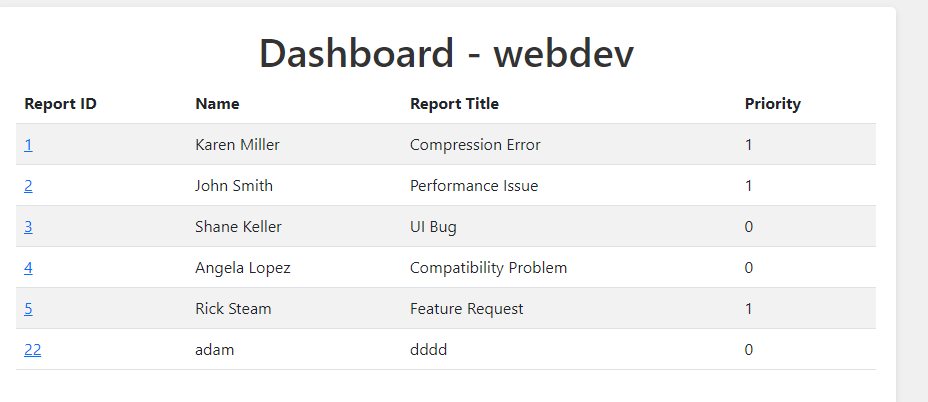 Dashboard - webdev
Report ID Name Report Title Priority
1 Karen Miller Compression Error 1
2 John Smith Performance Issue 1
3 Shane Keller UI Bug 0
4 Angela Lopez Compatibility Problem 0
5 Rick Steam Feature Request 1
22 adam dddd 0